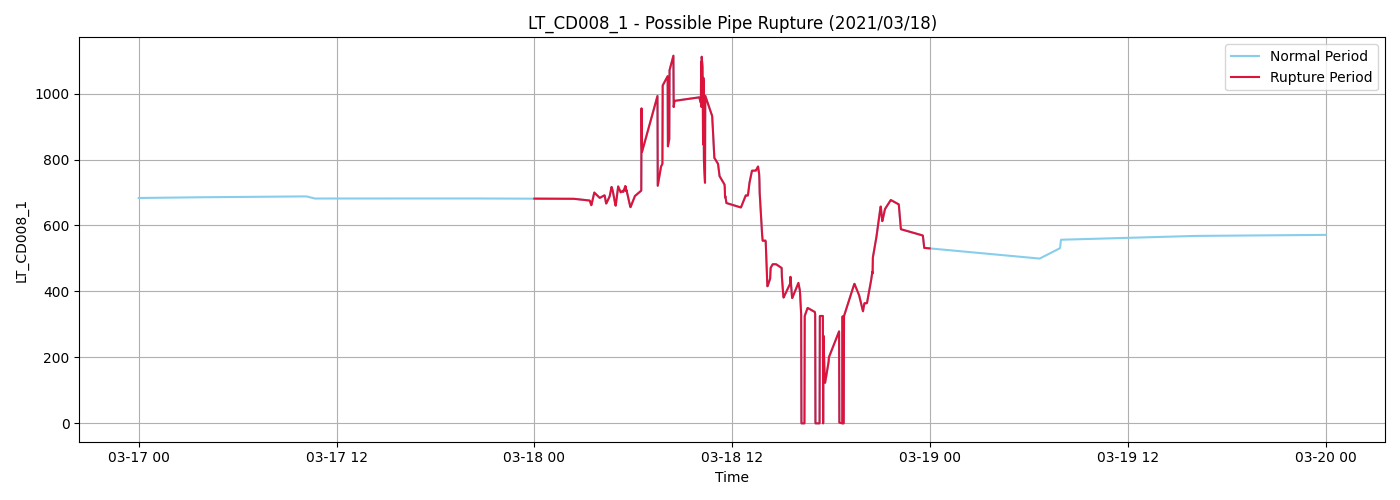 LT_CD008_1 - Possible Pipe Rupture (2021/03/18)
Normal Period
Rupture Period
LT_CD008_1
1000
800
600
400
200
0
03-17 00
03-17 12
03-18 00
03-18 12
03-19 00
03-19 12
03-20 00
Time